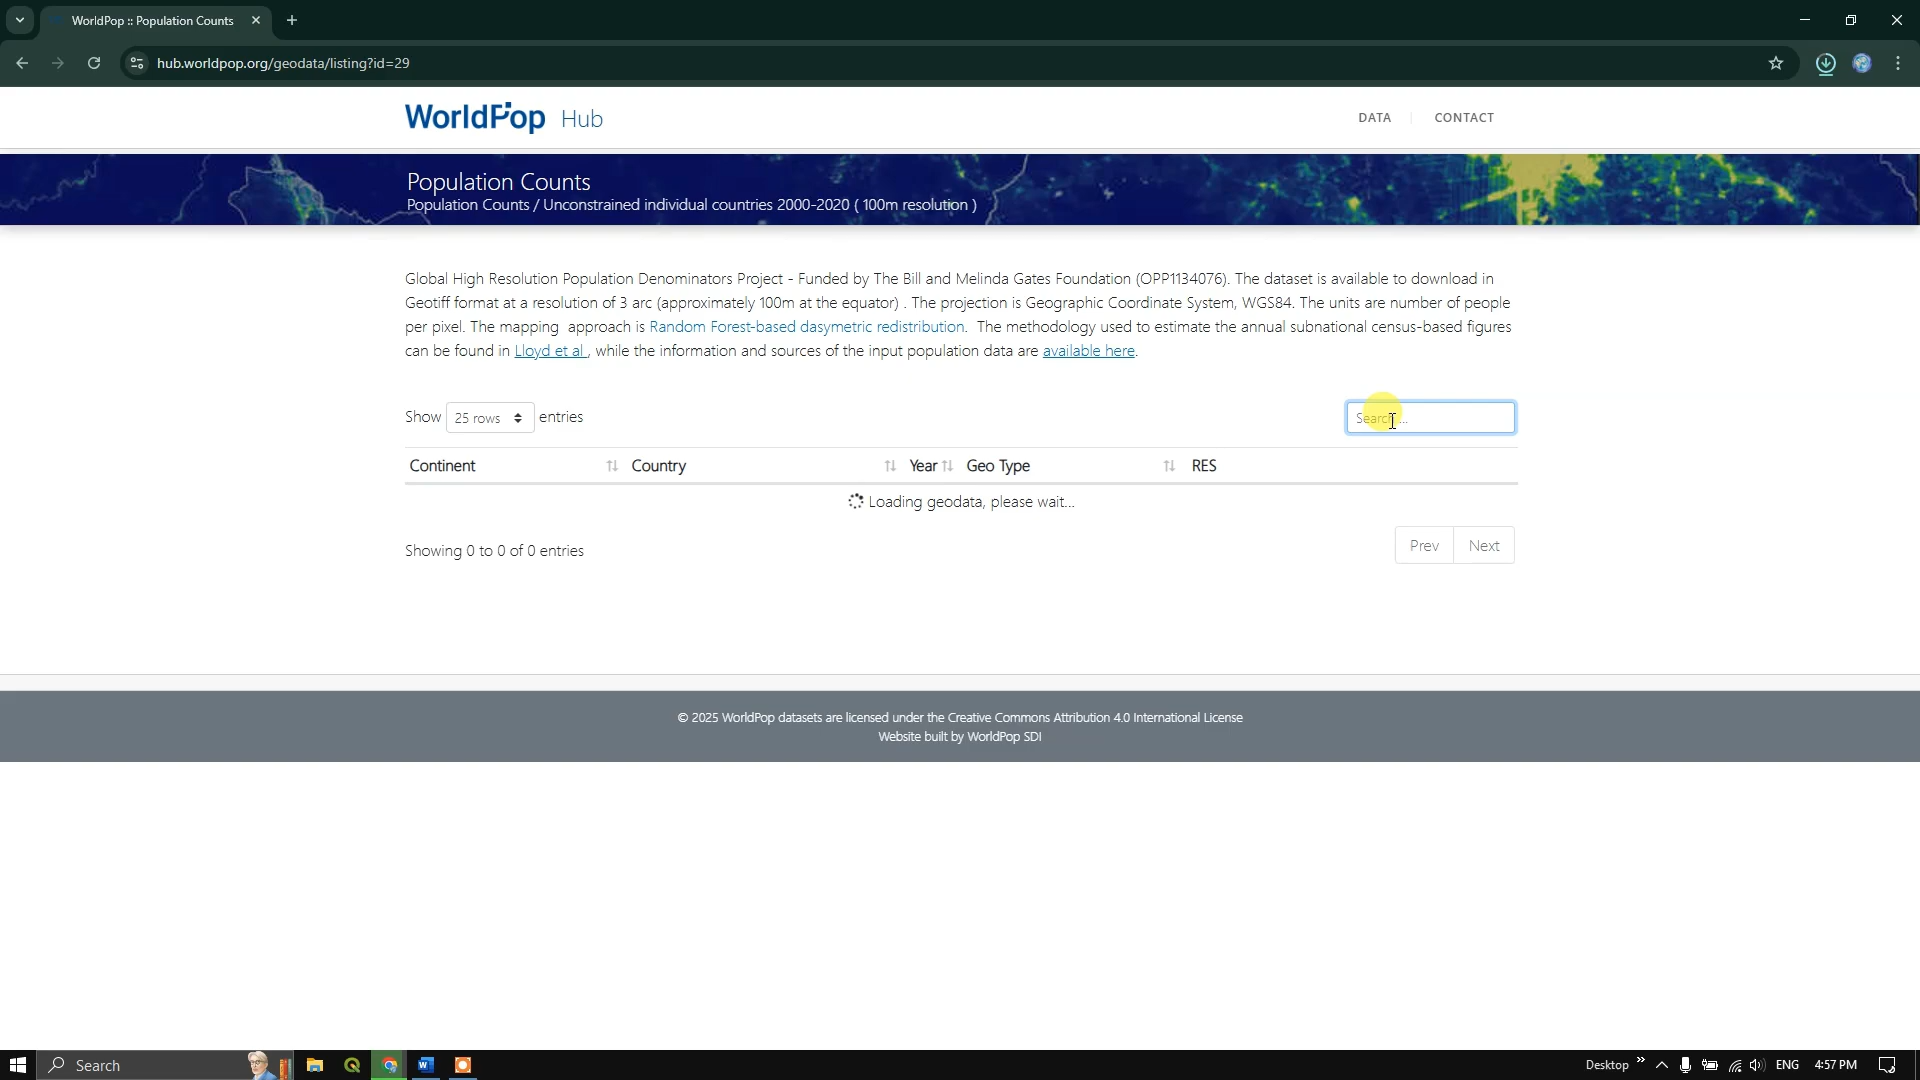 WorldPop :: Population Counts
hub.worldpop.org/geodata/listing?id=29
WorldPop Hub
DATA
CONTACT
Population Counts
Population Counts / Unconstrained individual countries 2000-2020 ( 100m resolution )
Global High Resolution Population Denominators Project - Funded by The Bill and Melinda Gates Foundation (OPP1134076). The dataset is available to download in
Geotiff format at a resolution of 3 arc (approximately 100m at the equator) . The projection is Geographic Coordinate System, WGS84. The units are number of people
per pixel. The mapping approach is Random Forest-based dasymetric redistribution. The methodology used to estimate the annual subnational census-based figures
can be found in Lloyd et al , while the information and sources of the input population data are available here.
Show 25 rows entries
Search ...
Continent Country Year Geo Type RES
Loading geodata, please wait...
Showing 0 to 0 of 0 entries
Prev Next
© 2025 WorldPop datasets are licensed under the Creative Commons Attribution 4.0 International License
Website built by WorldPop SDI
Search
Desktop
ENG
4:57 PM